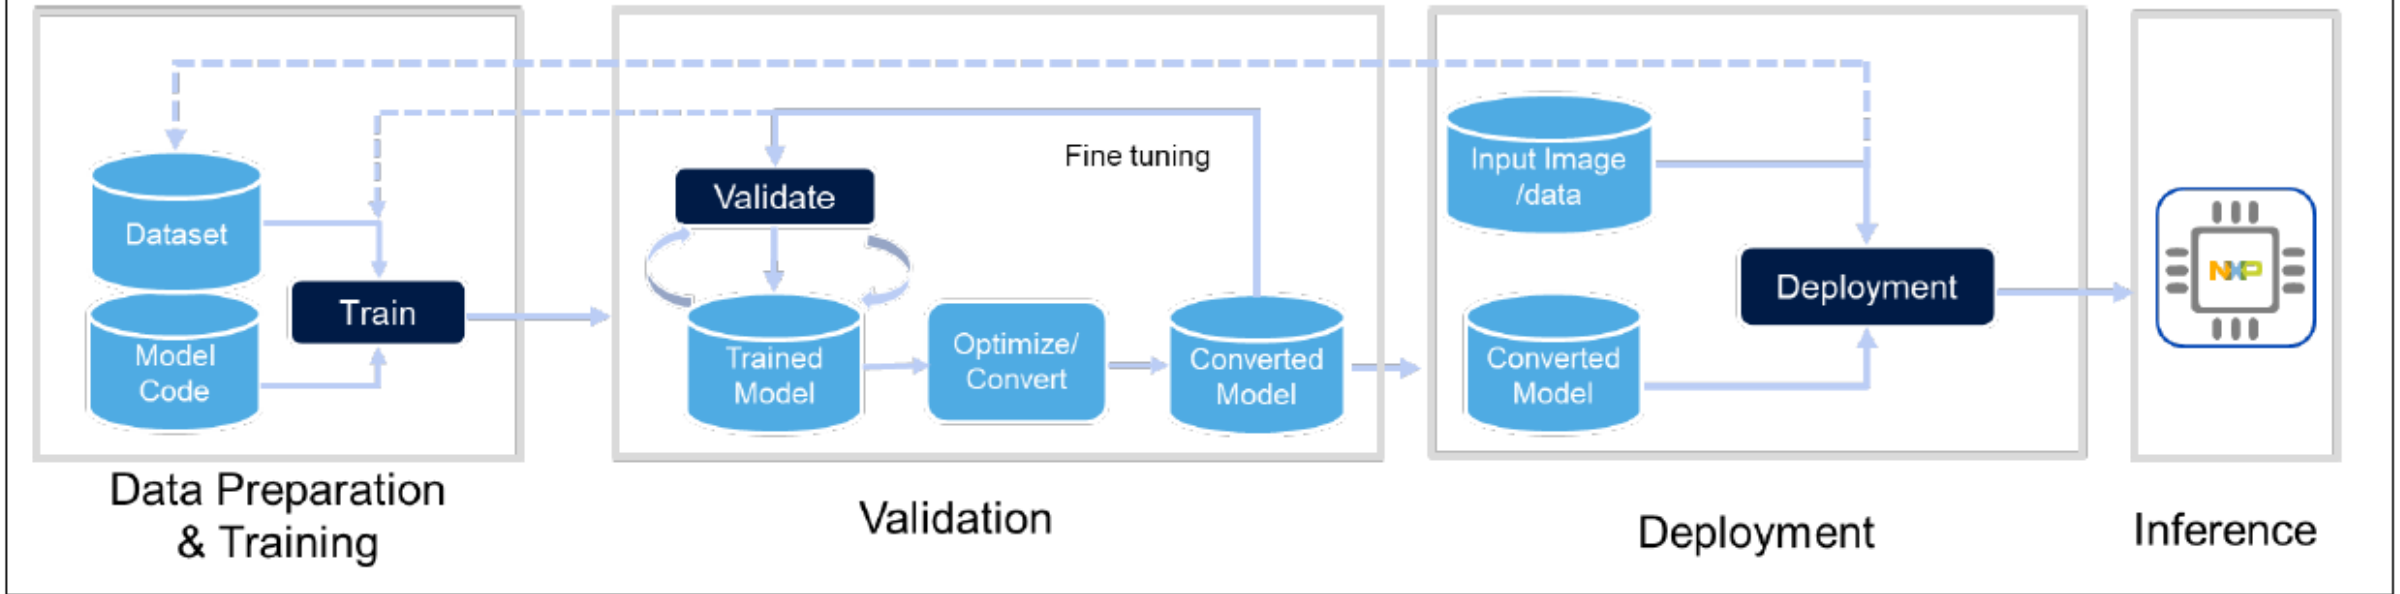 Dataset
Model
Code
Train
Data Preparation
& Training
Validate
Fine tuning
Trained
Model
Optimize/
Convert
Converted
Model
Validation
Input Image
/data
Converted
Model
Deployment
Deployment
NXP
Inference